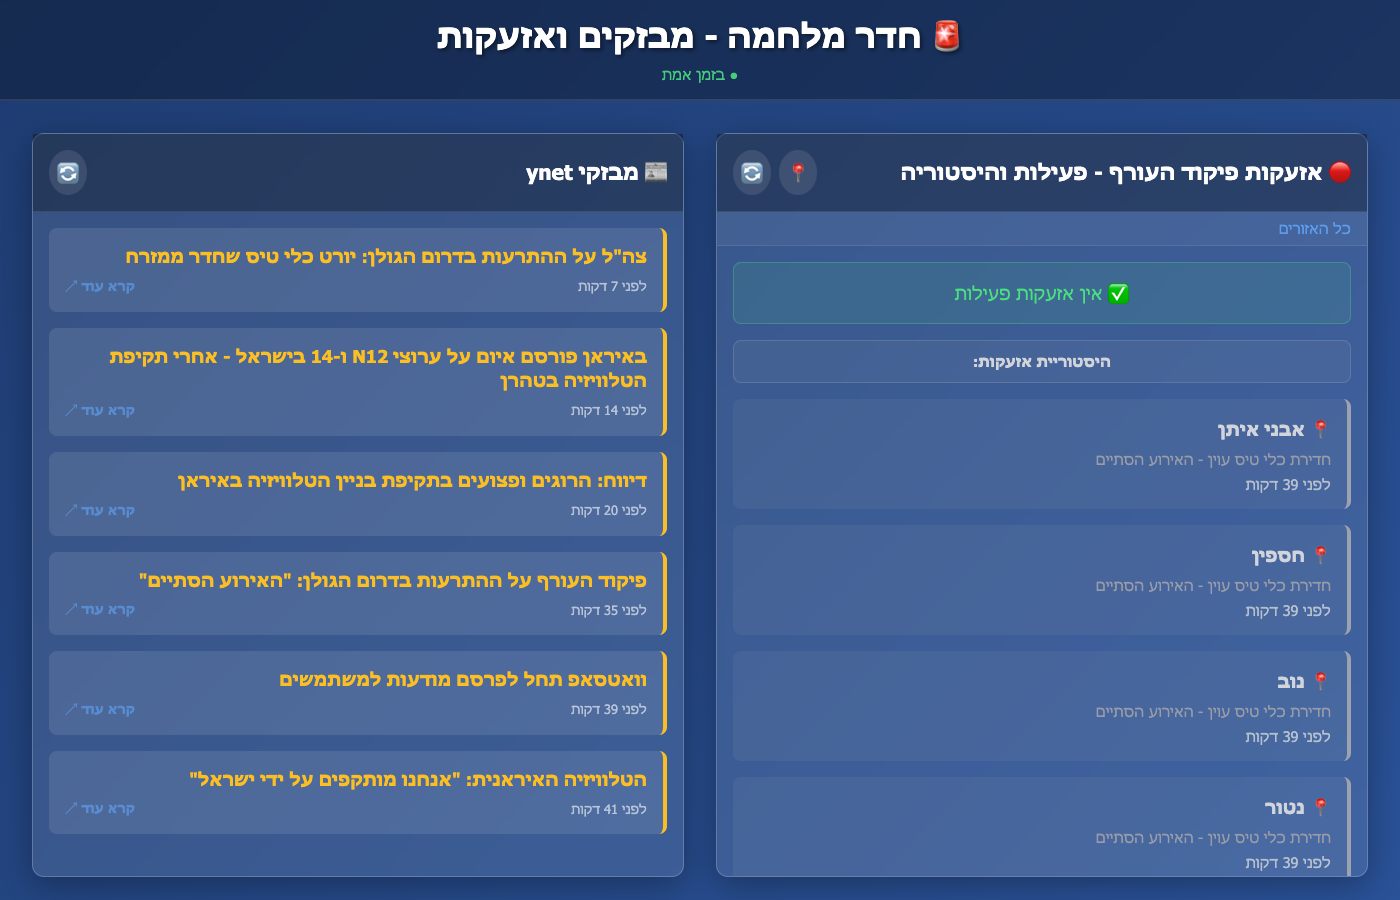 חדר מלחמה - מבזקים ואזעקות
בזמן אמת
אזעקות פיקוד העורף - פעילות והיסטוריה
כל האזורים
אין אזעקות פעילות
היסטוריית אזעקות:
אבני איתן
חדירת כלי טיס עוין - האירוע הסתיים
לפני 39 דקות
חספין
חדירת כלי טיס עוין - האירוע הסתיים
לפני 39 דקות
נוב
חדירת כלי טיס עוין - האירוע הסתיים
לפני 39 דקות
נטור
חדירת כלי טיס עוין - האירוע הסתיים
לפני 39 דקות
מבזקי ynet
צה"ל על ההתרעות בדרום הגולן: יורט כלי טיס שחדר ממזרח
לפני 7 דקות
קרא עוד
באיראן פורסם איום על ערוצי N12 ו-14 בישראל - אחרי תקיפת
הטלוויזיה בטהרן
לפני 14 דקות
קרא עוד
דיווח: הרוגים ופצועים בתקיפת בניין הטלוויזיה באיראן
לפני 20 דקות
קרא עוד
פיקוד העורף על ההתרעות בדרום הגולן: "האירוע הסתיים"
לפני 35 דקות
קרא עוד
וואטסאפ תחל לפרסם מודעות למשתמשים
לפני 39 דקות
קרא עוד
הטלוויזיה האיראנית: "אנחנו מותקפים על ידי ישראל"
לפני 41 דקות
קרא עוד